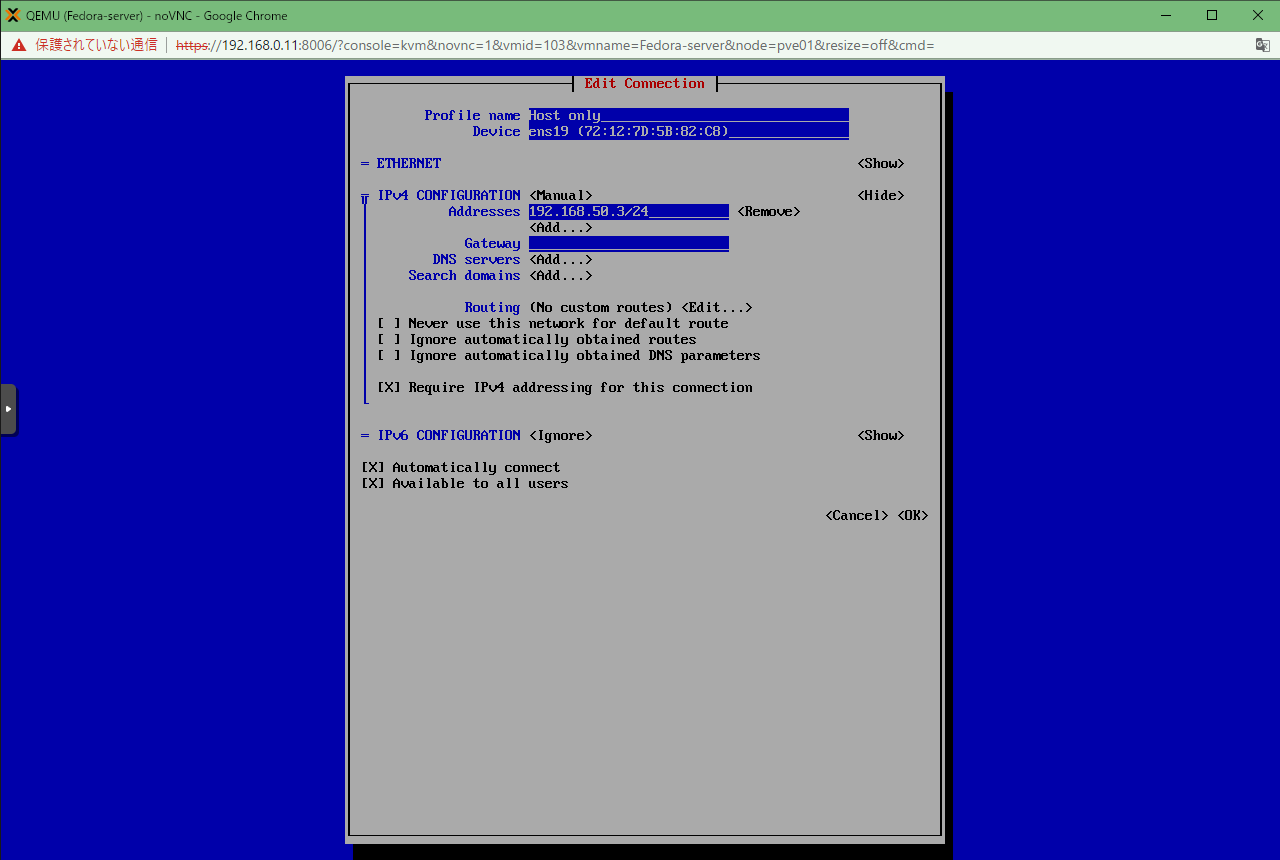 QEMU (Fedora-server) - noVNC - Google Chrome
保護されていない通信 | https://192.168.0.11:8006/?console=kvm&novnc=1&vmid=103&vmname=Fedora-server&node=pve01&resize=off&cmd=
Edit Connection
Profile name Host only
Device ens19 (72:12:7D:5B:82:C8)
= ETHERNET <Show>
IPv4 CONFIGURATION <Manual> <Hide>
Addresses 192.168.50.3/24 <Remove>
<Add...>
Gateway
DNS servers <Add...>
Search domains <Add...>
Routing (No custom routes) <Edit...>
[ ] Never use this network for default route
[ ] Ignore automatically obtained routes
[ ] Ignore automatically obtained DNS parameters
[X] Require IPv4 addressing for this connection
= IPv6 CONFIGURATION <Ignore> <Show>
[X] Automatically connect
[X] Available to all users
<Cancel> <OK>